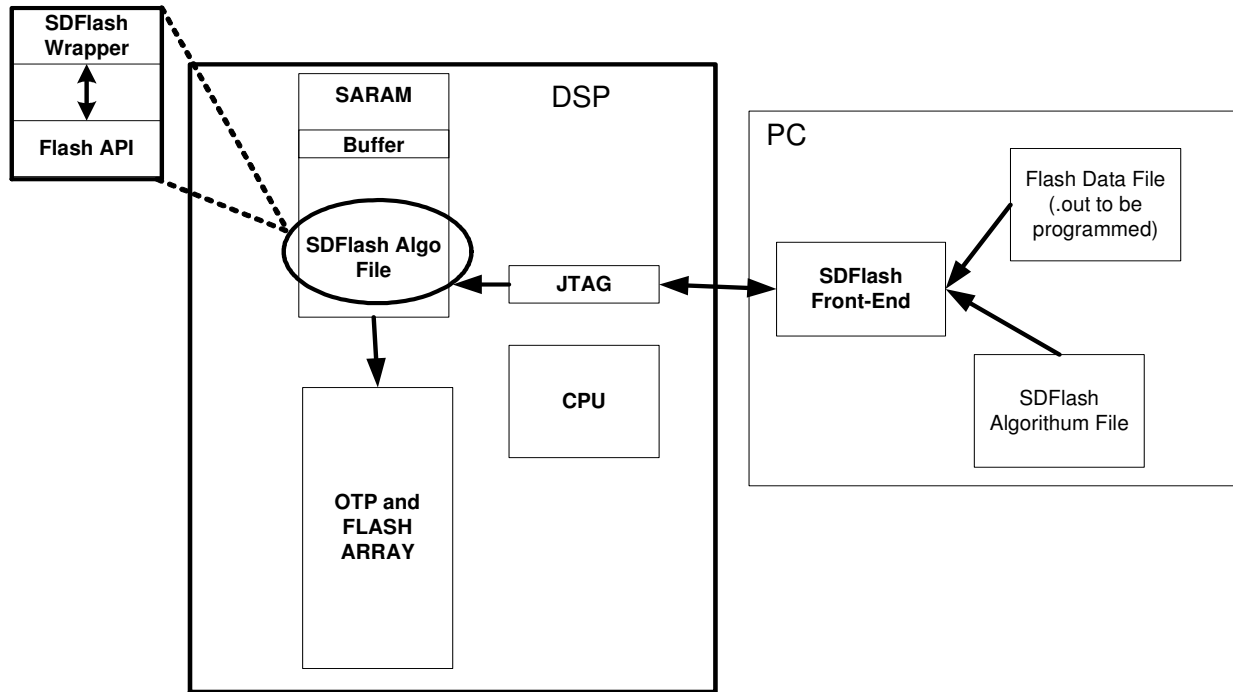 SDFlash
Wrapper
Flash API
DSP
SARAM
Buffer
SDFlash Algo
File
JTAG
CPU
OTP and
FLASH
ARRAY
PC
Flash Data File
(.out to be
programmed)
SDFlash
Front-End
SDFlash
Algorithum File